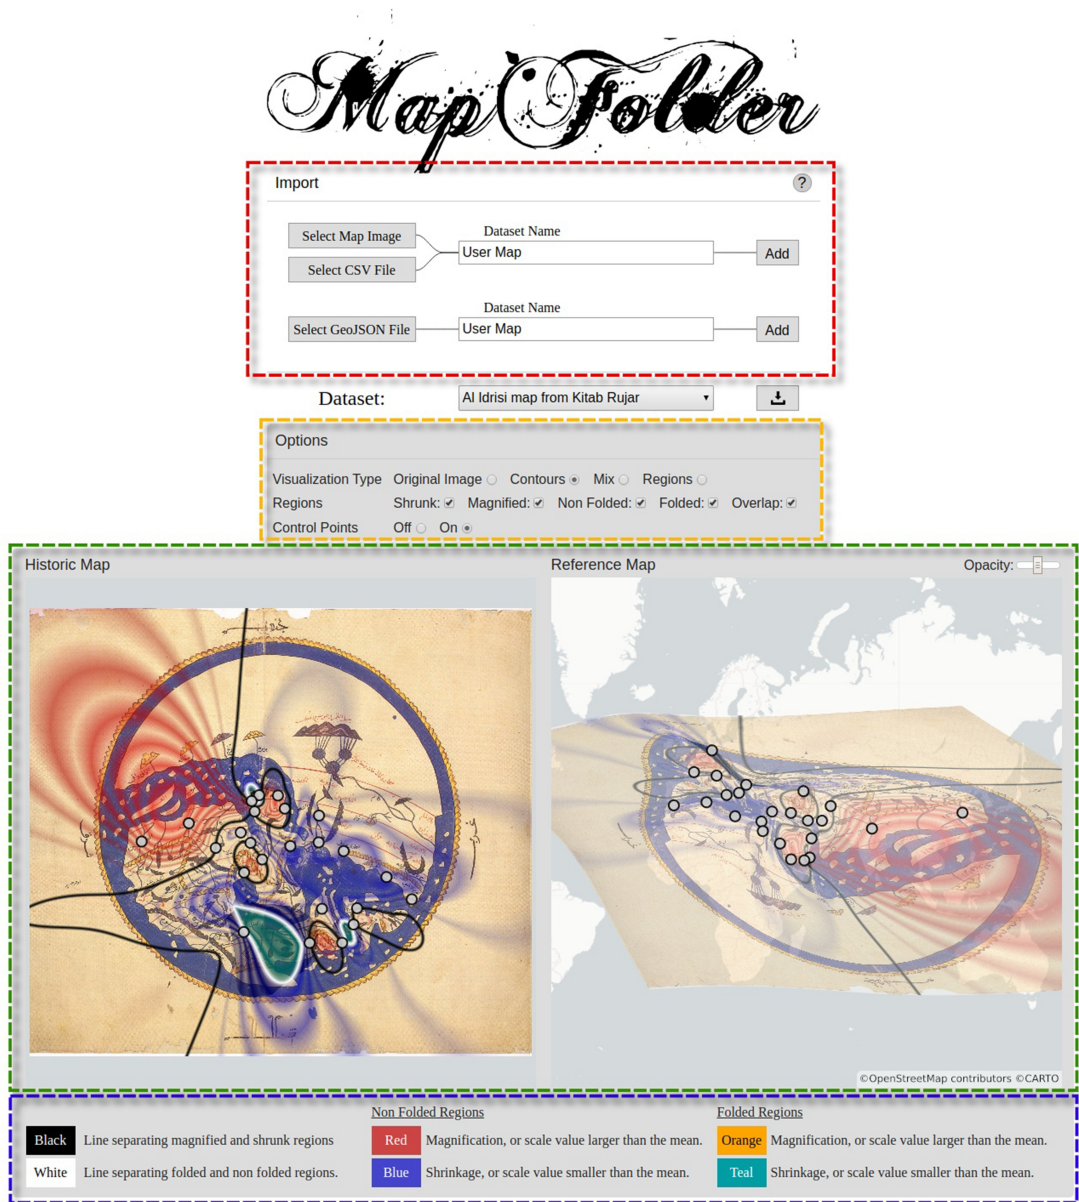 Map Folder
Import
?
Select Map Image
Select CSV File
Dataset Name
User Map
Add
Select GeoJSON File
Dataset Name
User Map
Add
Dataset:
Al Idrisi map from Kitab Rujar
Options
Visualization Type Original Image Contours Mix Regions
Regions Shrunk: Magnified: Non Folded: Folded: Overlap:
Control Points Off On
Historic Map
Reference Map
Opacity:
©OpenStreetMap contributors ©CARTO
Non Folded Regions
Folded Regions
Black Line separating magnified and shrunk regions
Red Magnification, or scale value larger than the mean.
Orange Magnification, or scale value larger than the mean.
White Line separating folded and non folded regions.
Blue Shrinkage, or scale value smaller than the mean.
Teal Shrinkage, or scale value smaller than the mean.